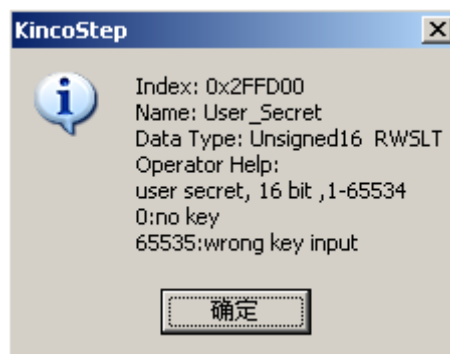 KincoStep
Index: 0x2FFD00
Name: User_Secret
Data Type: Unsigned16 RWSLT
Operator Help:
user secret, 16 bit ,1-65534
0:no key
65535:wrong key input
确定